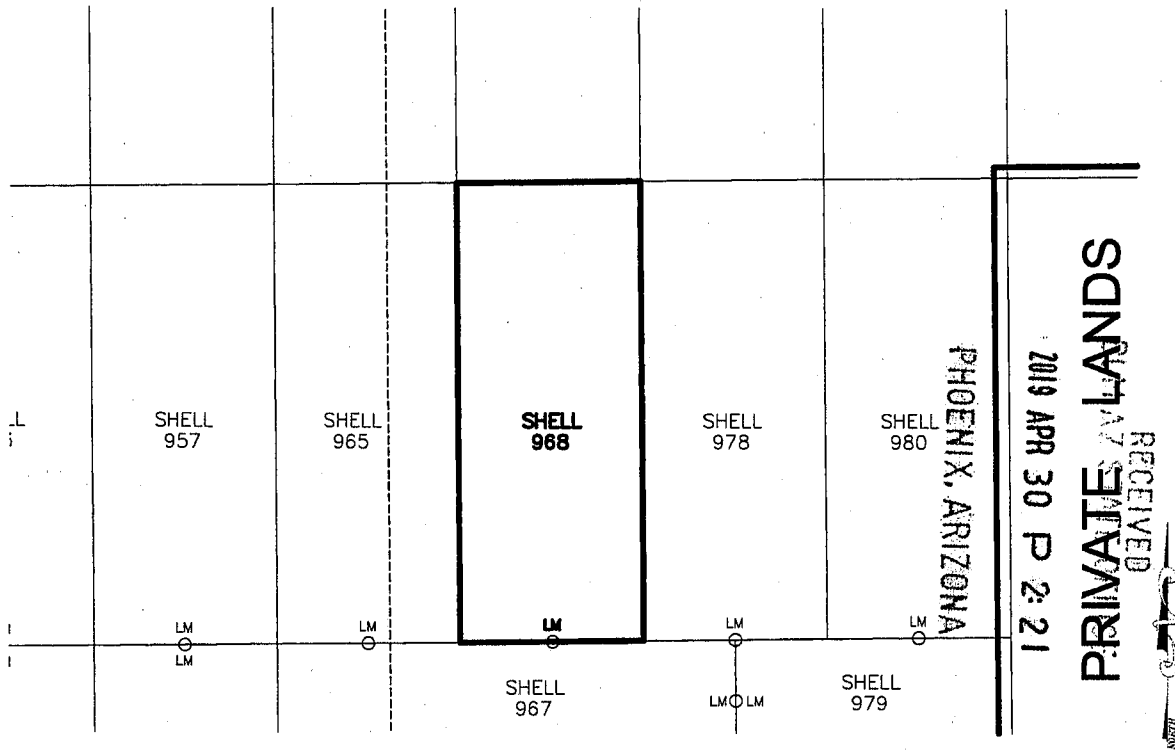 SHELL
957
SHELL
965
SHELL
968
SHELL
978
SHELL
980
LM
LM
LM
LM
LM
LM
SHELL
967
LM
LM
SHELL
979
PHOENIX, ARIZONA
2019 APR 30 P 2:21
PRIVATE LANDS
RECEIVED